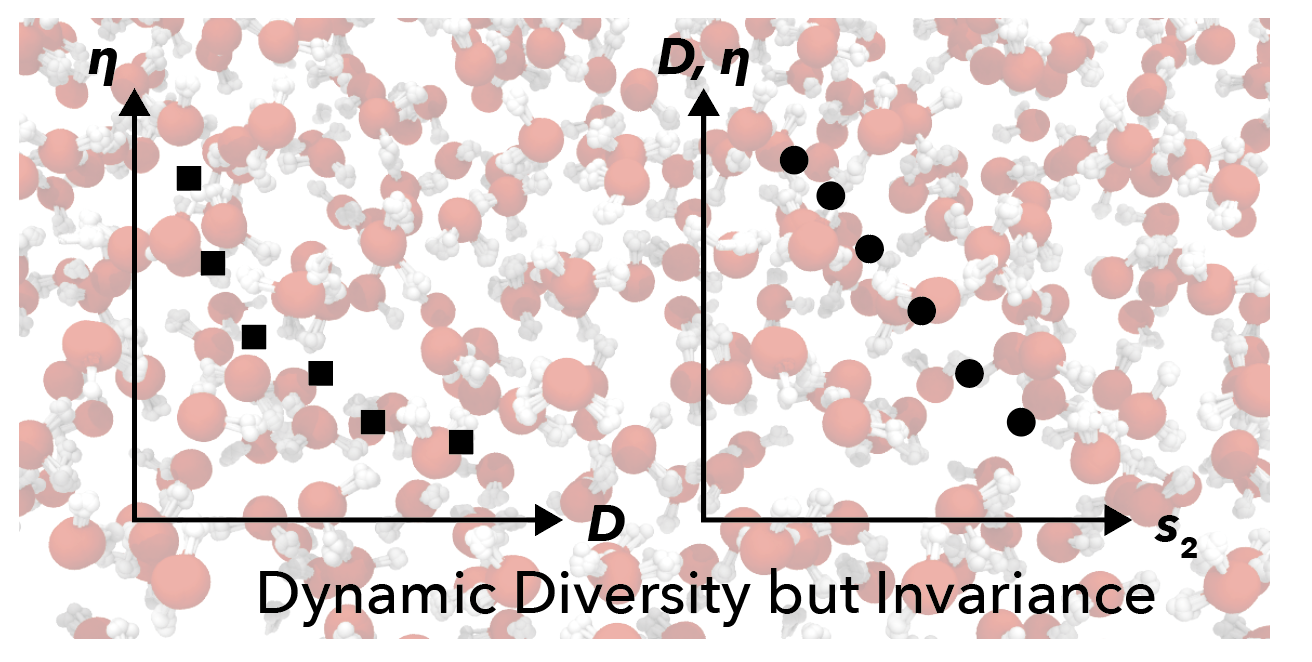 η
D, η
D
s₂
Dynamic Diversity but Invariance